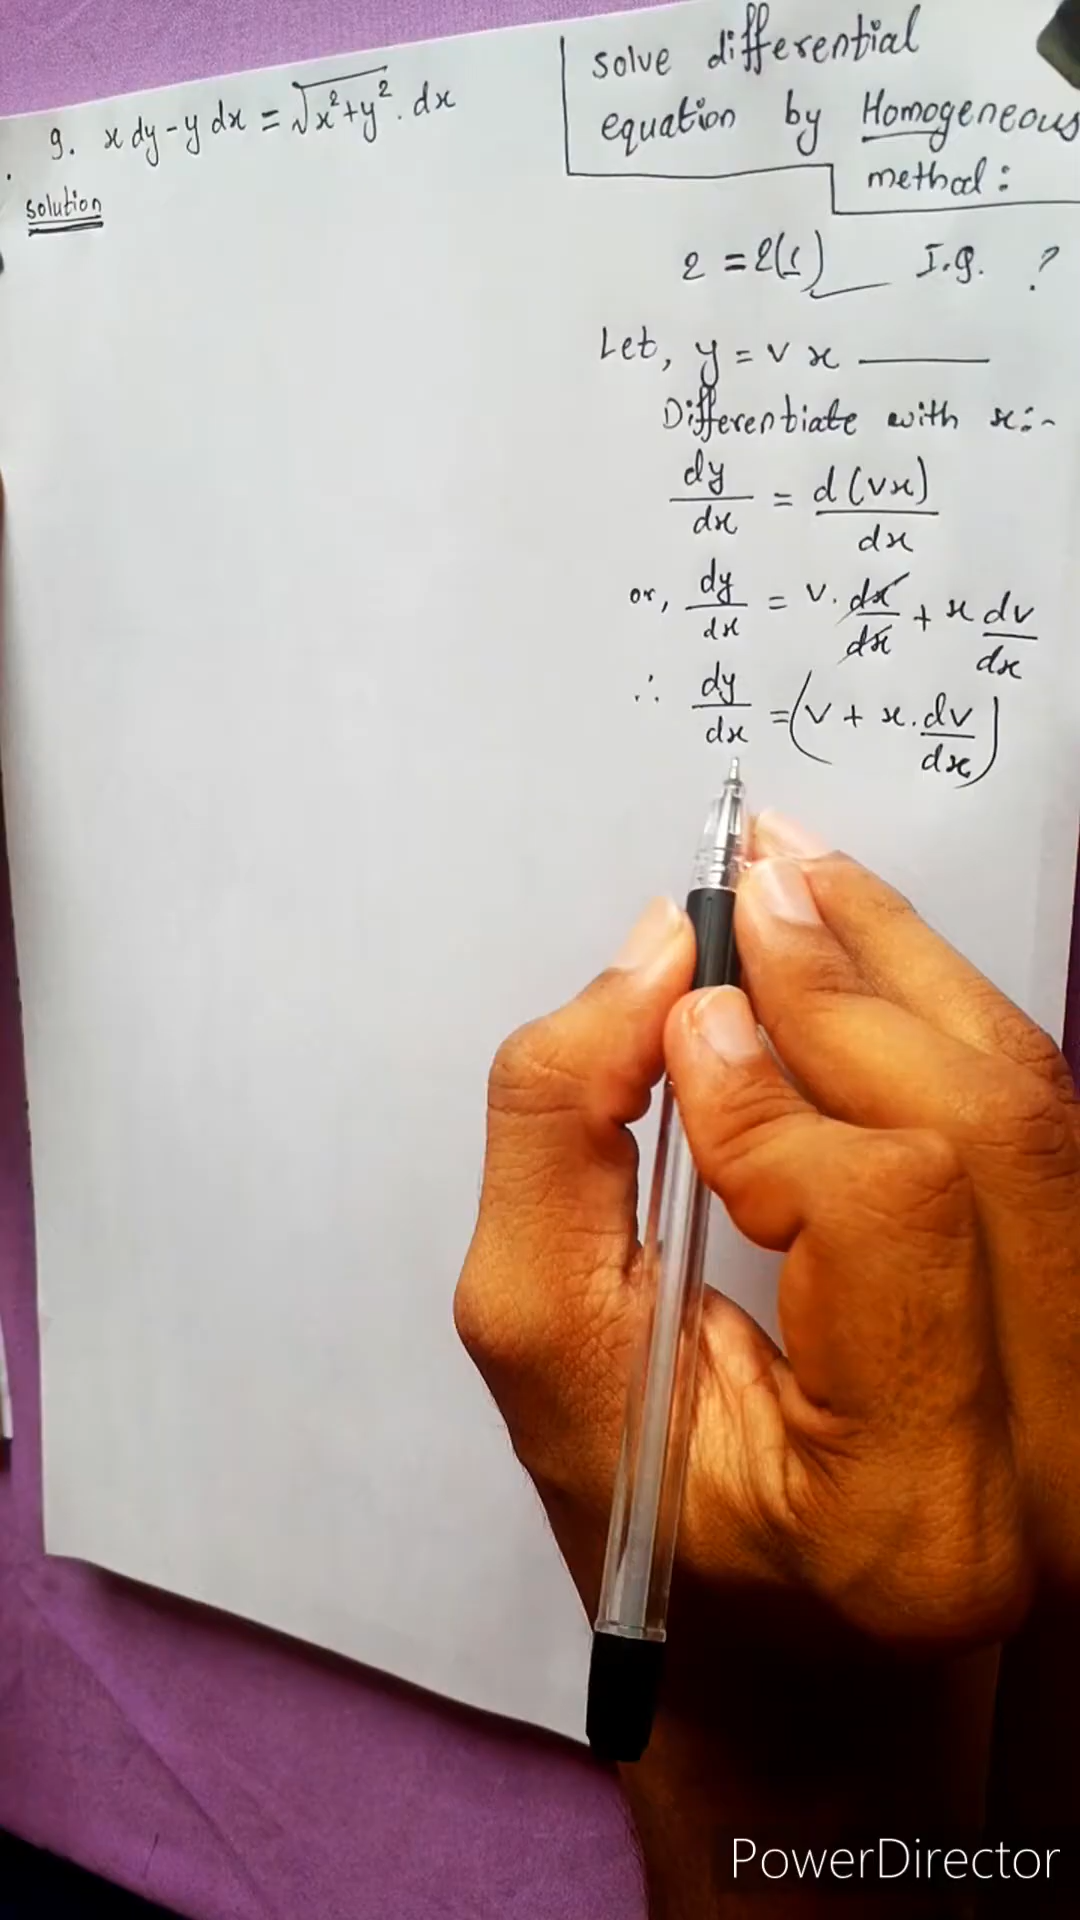 9. x dy - y dx = √x²+y² . dx
solution
solve differential
equation by Homogeneous
method :
2 = 2(1) I.g. ?
Let, y = v x
Differentiate with x:~
dy/dx = d(vx)/dx
or, dy/dx = v. dx/dx + x dv/dx
∴ dy/dx = (v + x. dv/dx)
PowerDirector